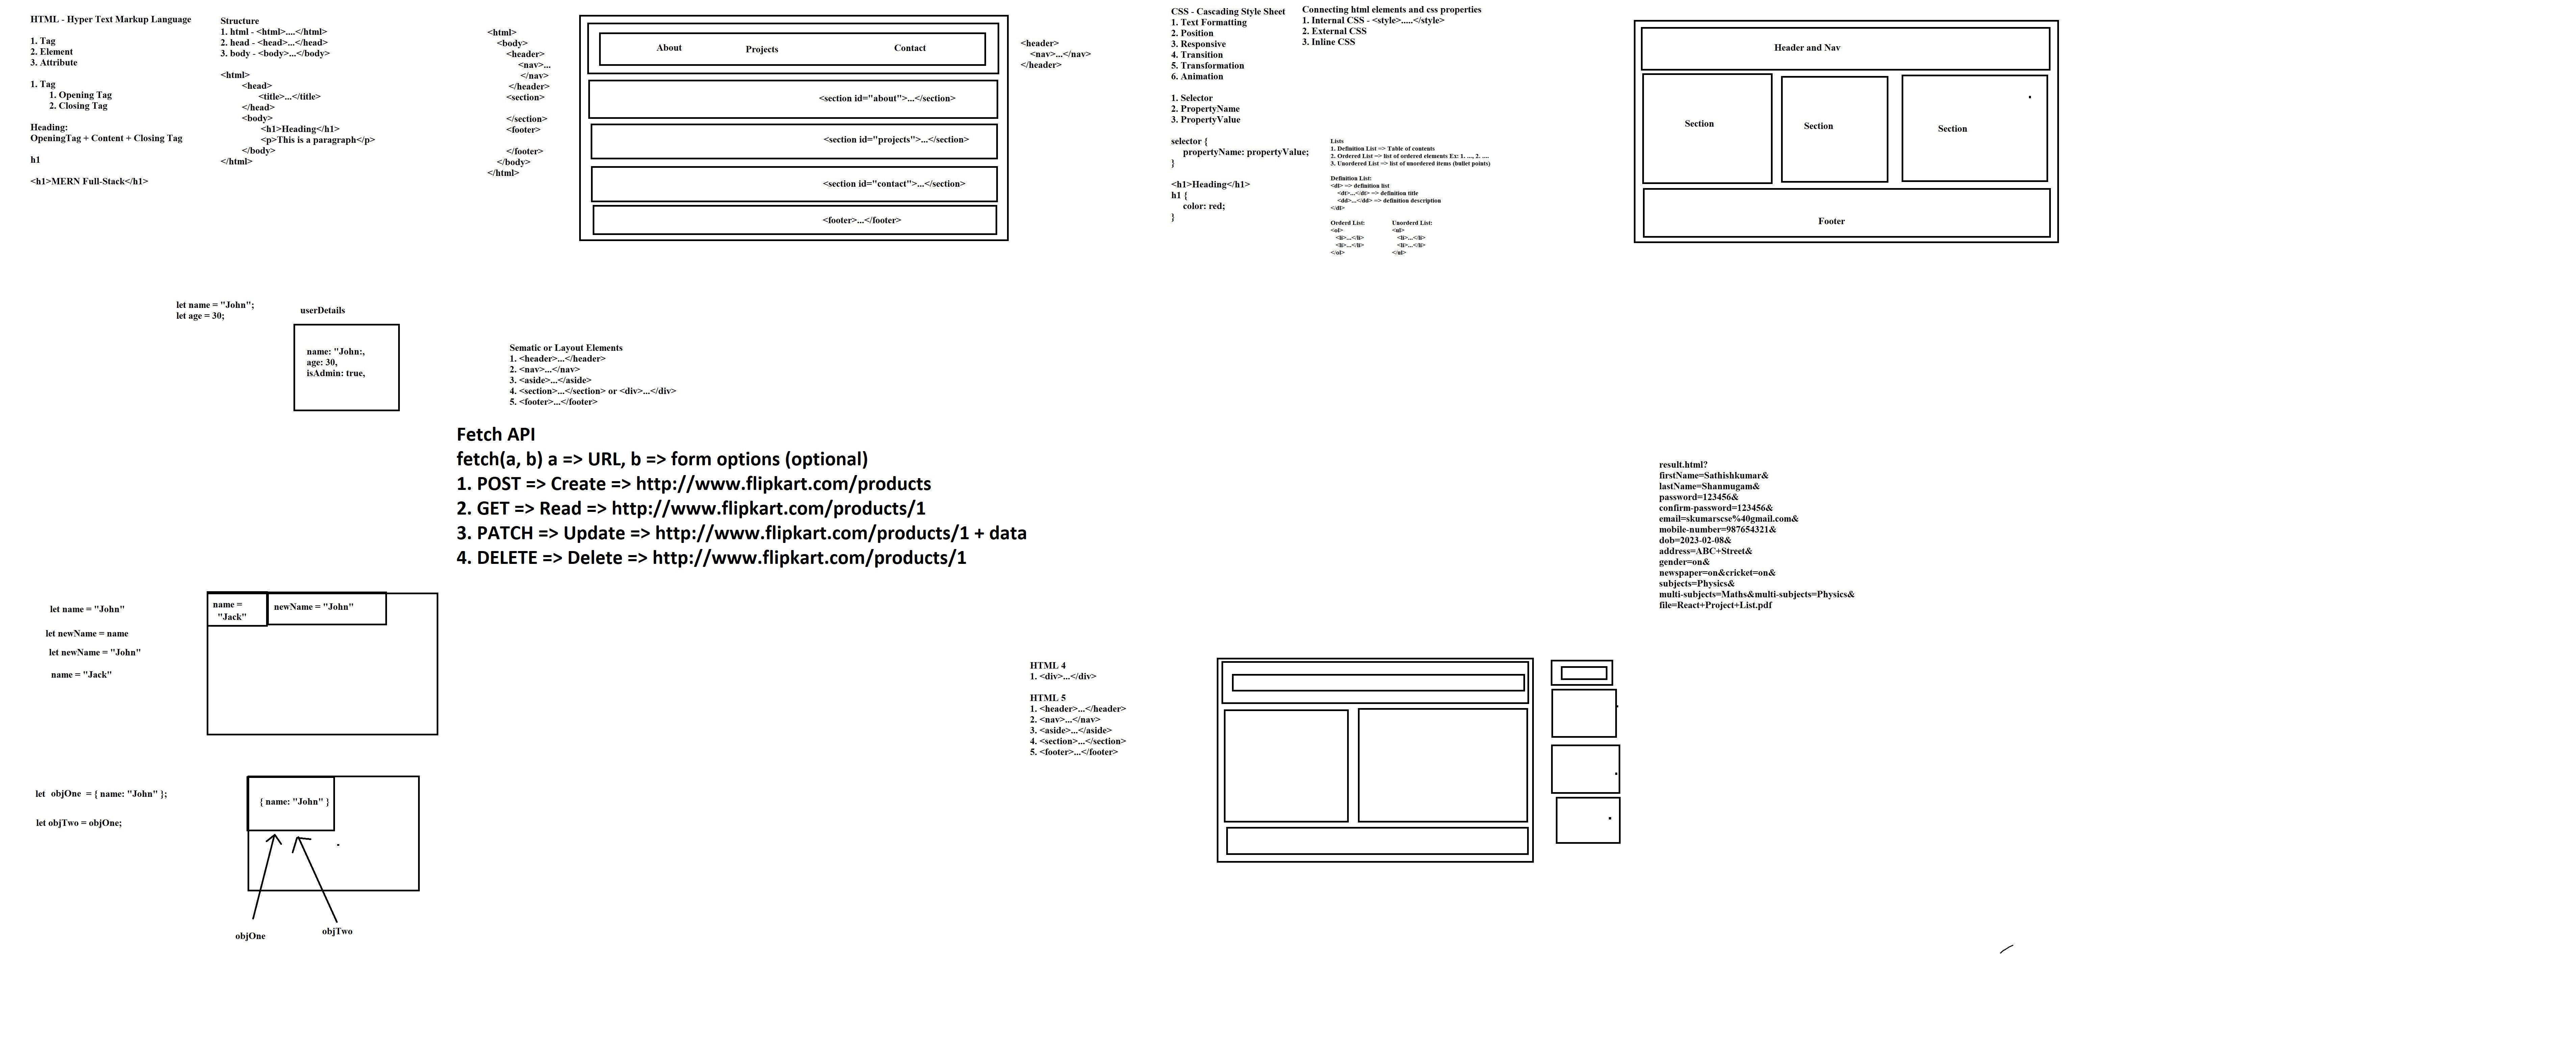 HTML - Hyper Text Markup Language
1. Tag
2. Element
3. Attribute
1. Tag
1. Opening Tag
2. Closing Tag
Heading:
OpeningTag + Content + Closing Tag
h1
<h1>MERN Full-Stack</h1>
Structure
1. html - <html>....</html>
2. head - <head>...</head>
3. body - <body>...</body>
<html>
<head>
<title>...</title>
</head>
<body>
<h1>Heading</h1>
<p>This is a paragraph</p>
</body>
</html>
<html>
<body>
<header>
<nav>...
</nav>
</header>
<section>
</section>
<footer>
</footer>
</body>
</html>
About Projects Contact
<section id="about">...</section>
<section id="projects">...</section>
<section id="contact">...</section>
<footer>...</footer>
<header>
<nav>...</nav>
</header>
CSS - Cascading Style Sheet
1. Text Formatting
2. Position
3. Responsive
4. Transition
5. Transformation
6. Animation
1. Selector
2. PropertyName
3. PropertyValue
selector {
propertyName: propertyValue;
}
<h1>Heading</h1>
h1 {
color: red;
}
Connecting html elements and css properties
1. Internal CSS - <style>.....</style>
2. External CSS
3. Inline CSS
Lists
1. Definition List => Table of contents
2. Ordered List => list of ordered elements Ex: 1. ..., 2. ....
3. Unordered List => list of unordered items (bullet points)
Definition List:
<dl> => definition list
<dt>...</dt> => definition title
<dd>...</dd> => definition description
</dl>
Orderd List:
<ol>
<li>...</li>
<li>...</li>
</ol>
Unorderd List:
<ul>
<li>...</li>
<li>...</li>
</ul>
Header and Nav
Section Section Section
Footer
let name = "John";
let age = 30;
userDetails
name: "John:,
age: 30,
isAdmin: true,
Sematic or Layout Elements
1. <header>...</header>
2. <nav>...</nav>
3. <aside>...</aside>
4. <section>...</section> or <div>...</div>
5. <footer>...</footer>
Fetch API
fetch(a, b) a => URL, b => form options (optional)
1. POST => Create => http://www.flipkart.com/products
2. GET => Read => http://www.flipkart.com/products/1
3. PATCH => Update => http://www.flipkart.com/products/1 + data
4. DELETE => Delete => http://www.flipkart.com/products/1
result.html?
firstName=Sathishkumar&
lastName=Shanmugam&
password=123456&
confirm-password=123456&
email=skumarscse%40gmail.com&
mobile-number=987654321&
dob=2023-02-08&
address=ABC+Street&
gender=on&
newspaper=on&cricket=on&
subjects=Physics&
multi-subjects=Maths&multi-subjects=Physics&
file=React+Project+List.pdf
let name = "John"
let newName = name
let newName = "John"
name = "Jack"
name =
"Jack"
newName = "John"
HTML 4
1. <div>...</div>
HTML 5
1. <header>...</header>
2. <nav>...</nav>
3. <aside>...</aside>
4. <section>...</section>
5. <footer>...</footer>
let objOne = { name: "John" };
let objTwo = objOne;
{ name: "John" }
objOne
objTwo